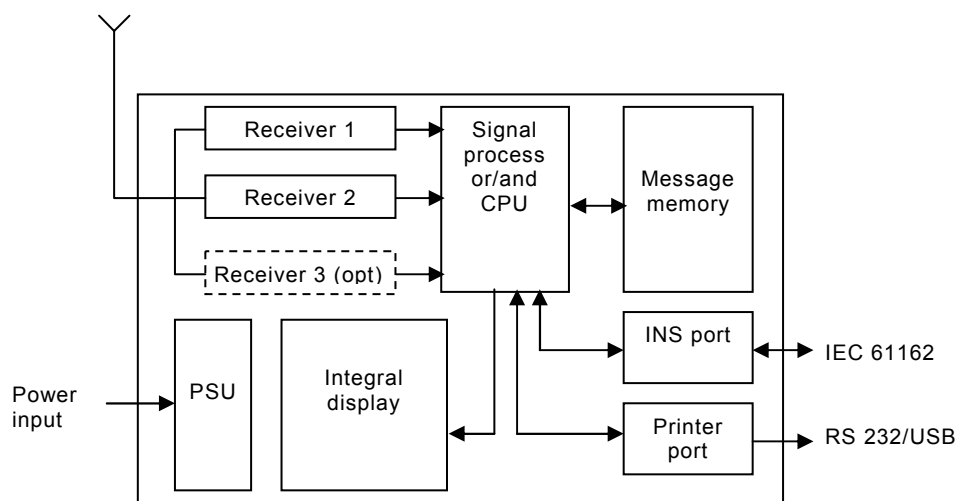 Receiver 1
Receiver 2
Receiver 3 (opt)
Signal
process
or/and
CPU
Message
memory
INS port
IEC 61162
Power
input
PSU
Integral
display
Printer
port
RS 232/USB